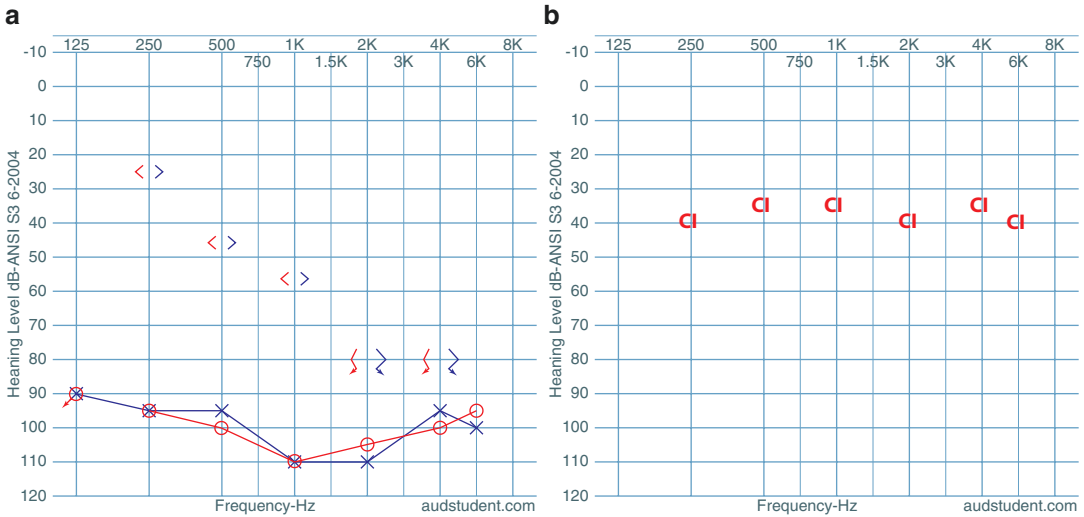 a
125 250 500 1K 2K 4K 8K
750 1.5K 3K 6K
-10
0
10
20
30
40
50
60
70
80
90
100
110
120
Heaning Level dB-ANSI S3 6-2004
Frequency-Hz audstudent.com
b
125 250 500 1K 2K 4K 8K
750 1.5K 3K 6K
-10
0
10
20
30
40
50
60
70
80
90
100
110
120
Heaning Level dB-ANSI S3 6-2004
CI CI CI CI CI CI
Frequency-Hz audstudent.com